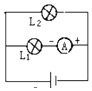 L₂
L₁ - A +